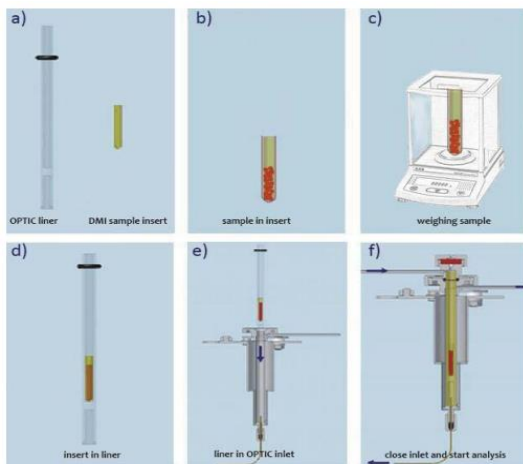 a)
b)
c)
OPTIC liner
DMI sample insert
sample in insert
weighing sample
d)
e)
f)
insert in liner
liner in OPTIC inlet
close inlet and start analysis